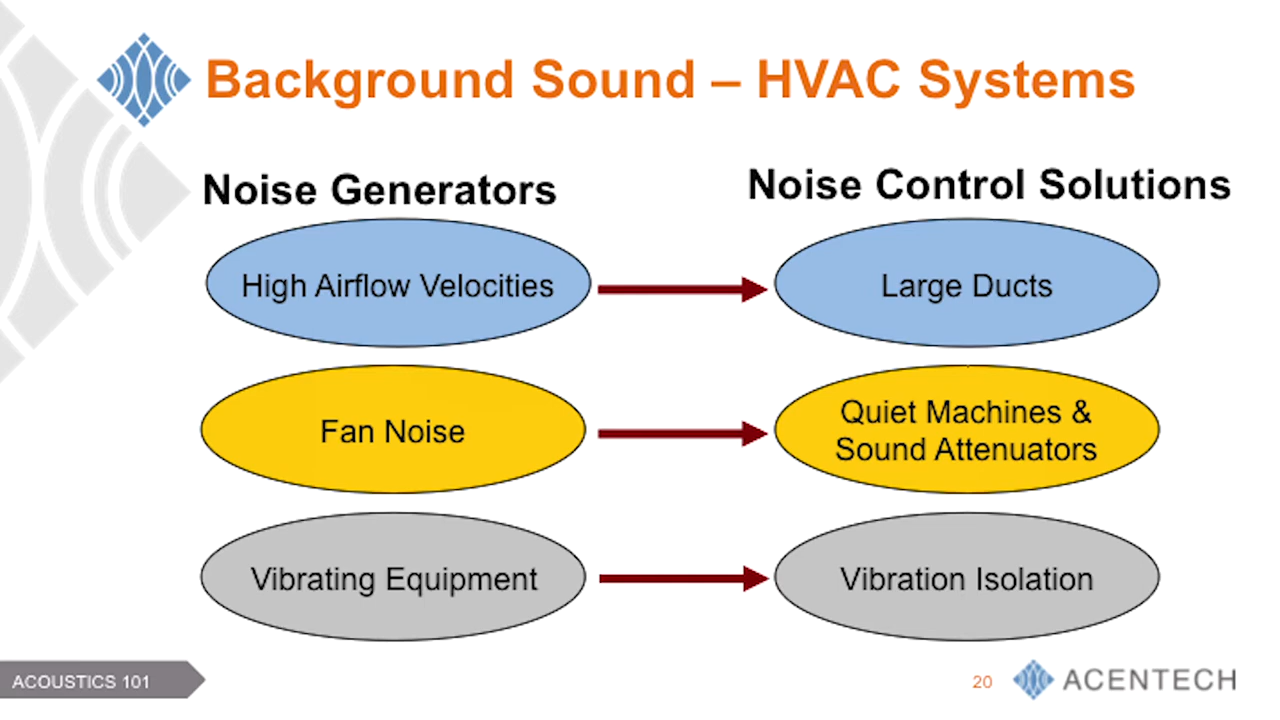 Background Sound – HVAC Systems
Noise Generators
Noise Control Solutions
High Airflow Velocities
Large Ducts
Fan Noise
Quiet Machines &
Sound Attenuators
Vibrating Equipment
Vibration Isolation
ACOUSTICS 101
20
ACENTECH